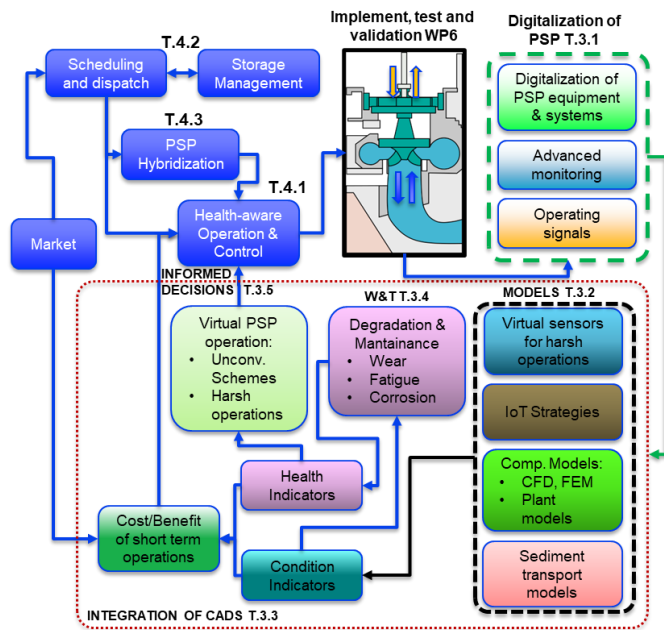 Implement, test and
validation WP6
Digitalization of
PSP T.3.1
T.4.2
Scheduling
and dispatch
Storage
Management
Digitalization of
PSP equipment
& systems
T.4.3
PSP
Hybridization
Advanced
monitoring
T.4.1
Health-aware
Operation &
Control
Operating
signals
Market
INFORMED
DECISIONS T.3.5
W&T T.3.4
MODELS T.3.2
Virtual PSP
operation:
• Unconv.
Schemes
• Harsh
operations
Degradation &
Mantainance
• Wear
• Fatigue
• Corrosion
Virtual sensors
for harsh
operations
IoT Strategies
Comp. Models:
• CFD, FEM
• Plant
models
Health
Indicators
Cost/Benefit
of short term
operations
Condition
Indicators
Sediment
transport
models
INTEGRATION OF CADS T.3.3